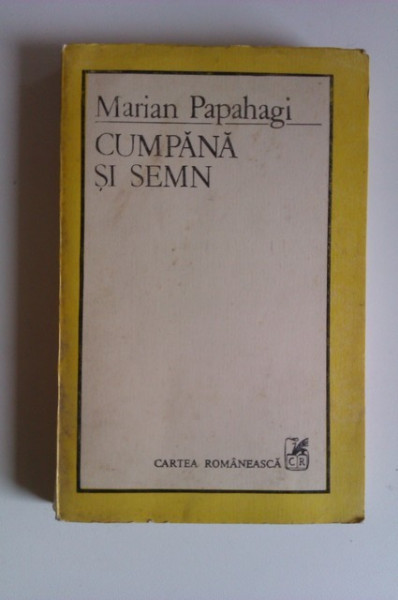 Marian Papahagi
CUMPĂNĂ
ȘI SEMN
CARTEA ROMÂNEASCĂ
CR